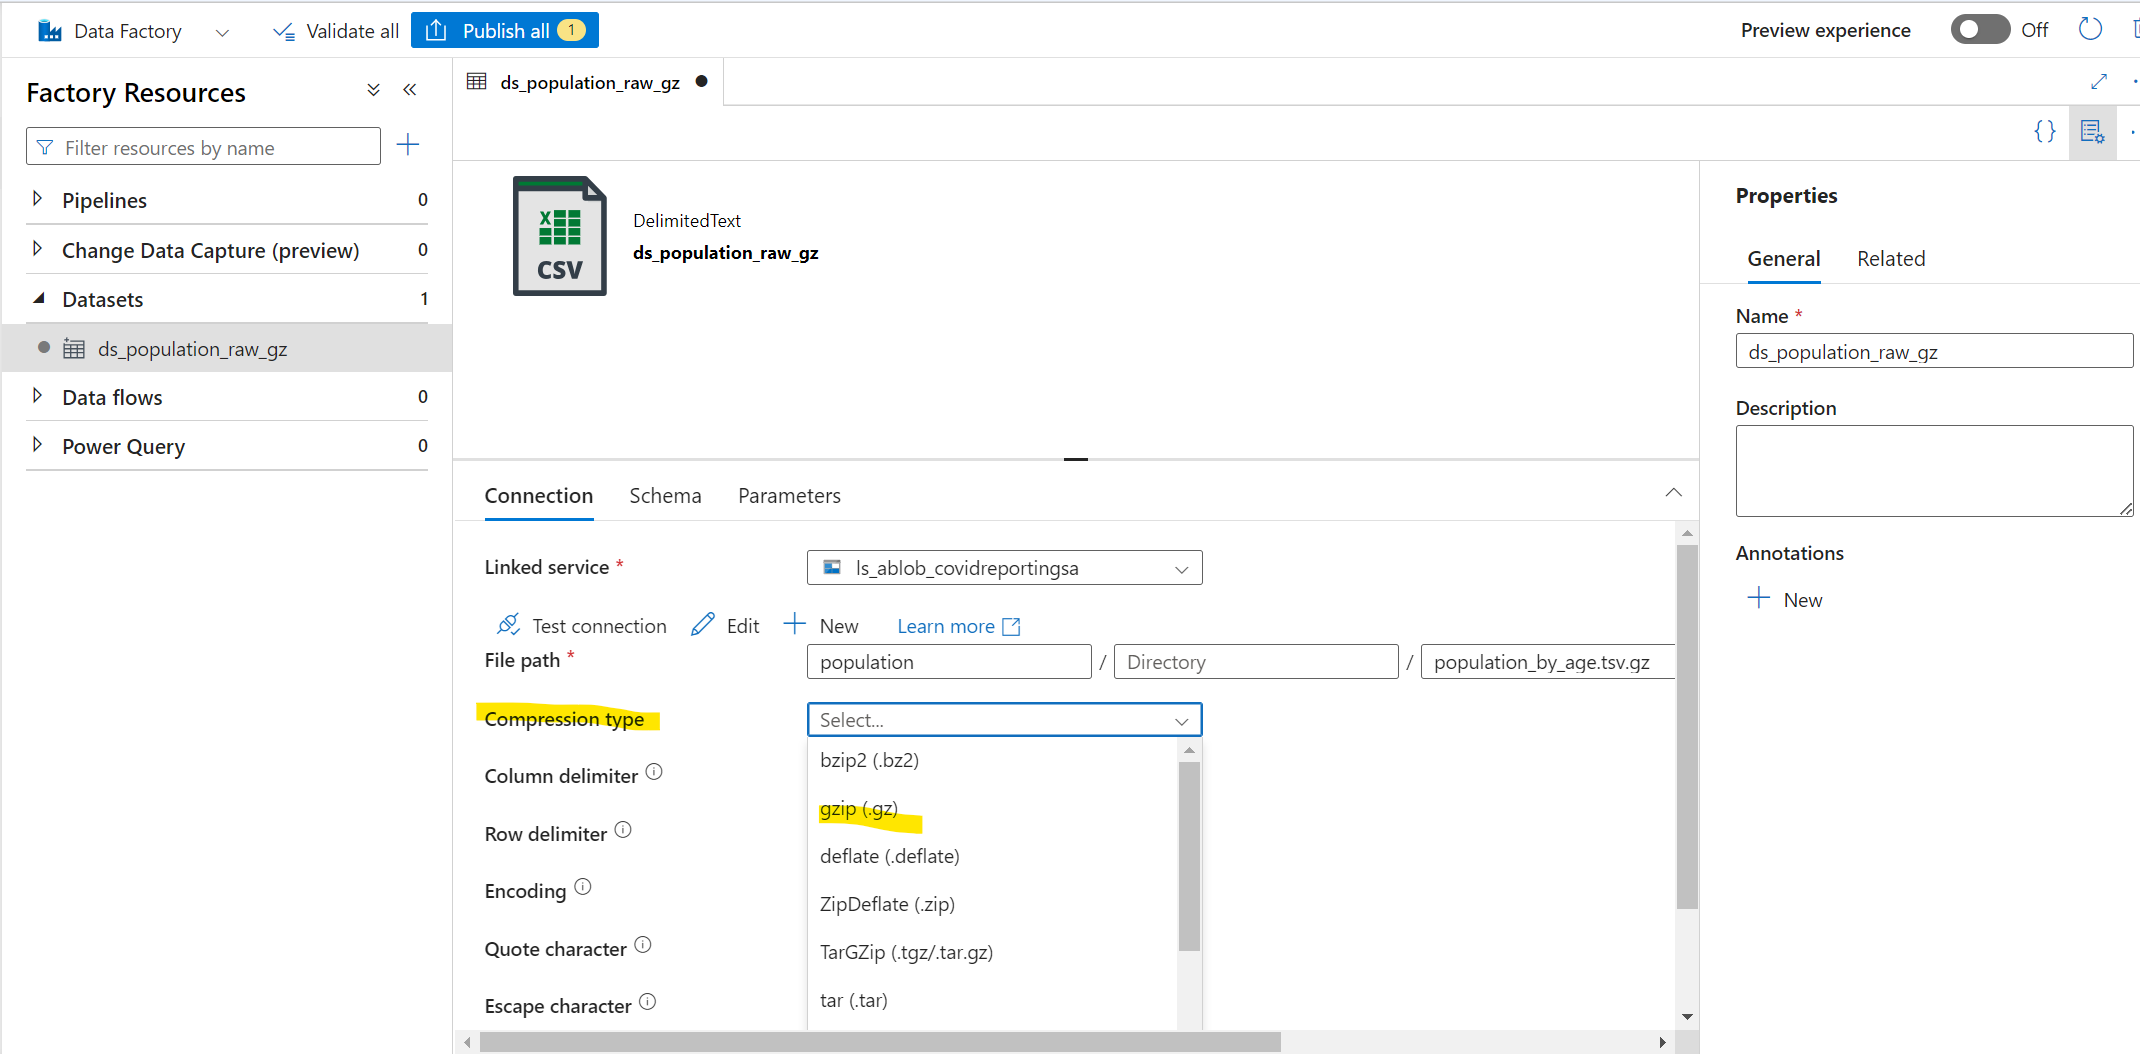 Data Factory
Validate all
Publish all 1
Preview experience
Off
Factory Resources
Filter resources by name
Pipelines 0
Change Data Capture (preview) 0
Datasets 1
ds_population_raw_gz
Data flows 0
Power Query 0
ds_population_raw_gz
{}
X
CSV
DelimitedText
ds_population_raw_gz
Connection Schema Parameters
Linked service *
ls_ablob_covidreportingsa
Test connection Edit New Learn more
File path * population / Directory / population_by_age.tsv.gz
Compression type Select...
bzip2 (.bz2)
gzip (.gz)
deflate (.deflate)
ZipDeflate (.zip)
TarGZip (.tgz/.tar.gz)
tar (.tar)
Column delimiter
Row delimiter
Encoding
Quote character
Escape character
Properties
General Related
Name *
ds_population_raw_gz
Description
Annotations
New